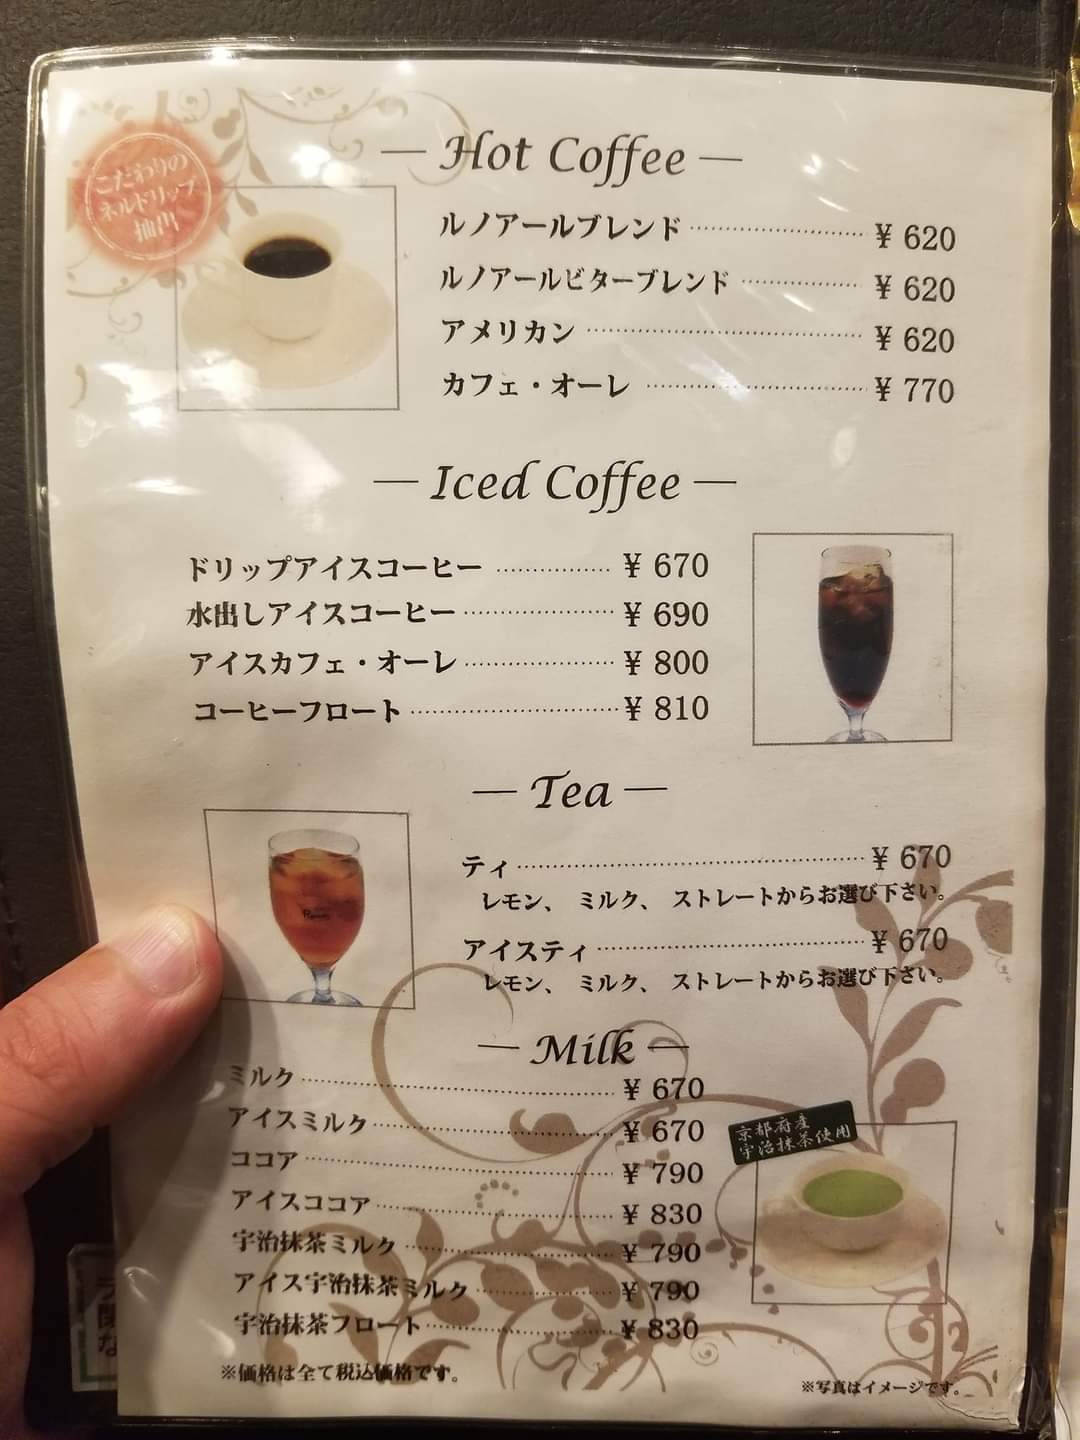 こだわりの
ネルドリップ
抽出
Hot Coffee
ルノアールブレンド ¥ 620
ルノアールビターブレンド ¥ 620
アメリカン ¥ 620
カフェ・オーレ ¥ 770
Iced Coffee
ドリップアイスコーヒー ¥ 670
水出しアイスコーヒー ¥ 690
アイスカフェ・オーレ ¥ 800
コーヒーフロート ¥ 810
Tea
ティ ¥ 670
レモン、ミルク、ストレートからお選び下さい。
アイスティ ¥ 670
レモン、ミルク、ストレートからお選び下さい。
Milk
ミルク ¥ 670
アイスミルク ¥ 670
ココア ¥ 790
アイスココア ¥ 830
宇治抹茶ミルク ¥ 790
アイス宇治抹茶ミルク ¥ 790
宇治抹茶フロート ¥ 830
京都府産
宇治抹茶使用
※価格は全て税込価格です。
※写真はイメージです。